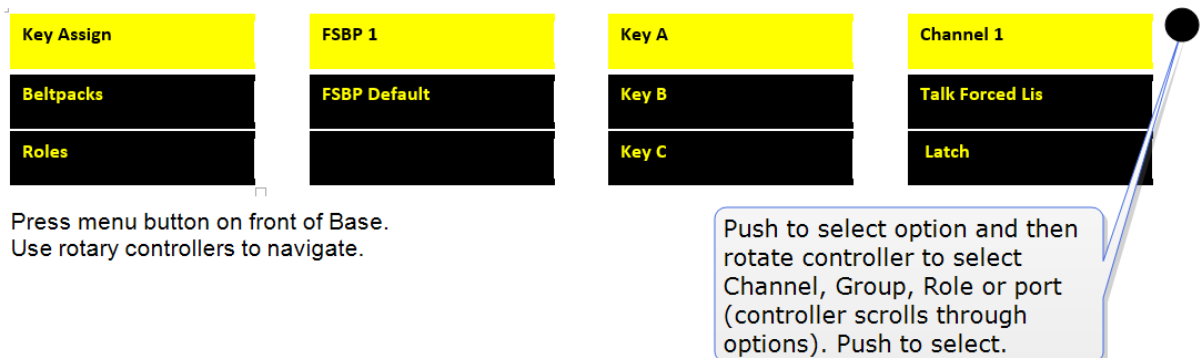 Key Assign FSBP 1 Key A Channel 1
Beltpacks FSBP Default Key B Talk Forced Lis
Roles Key C Latch
Press menu button on front of Base.
Use rotary controllers to navigate.
Push to select option and then
rotate controller to select
Channel, Group, Role or port
(controller scrolls through
options). Push to select.